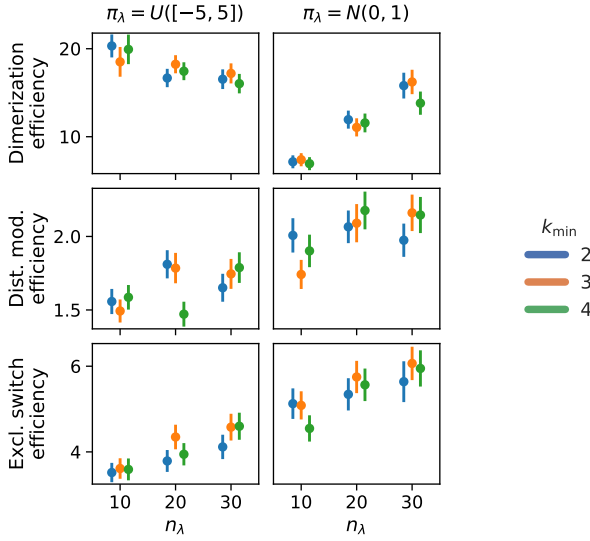 π_λ = U([−5, 5])
π_λ = N(0, 1)
Dimerization
efficiency
20
10
Dist. mod.
efficiency
2.0
1.5
Excl. switch
efficiency
6
4
10 20 30
10 20 30
n_λ
n_λ
k_min
2
3
4